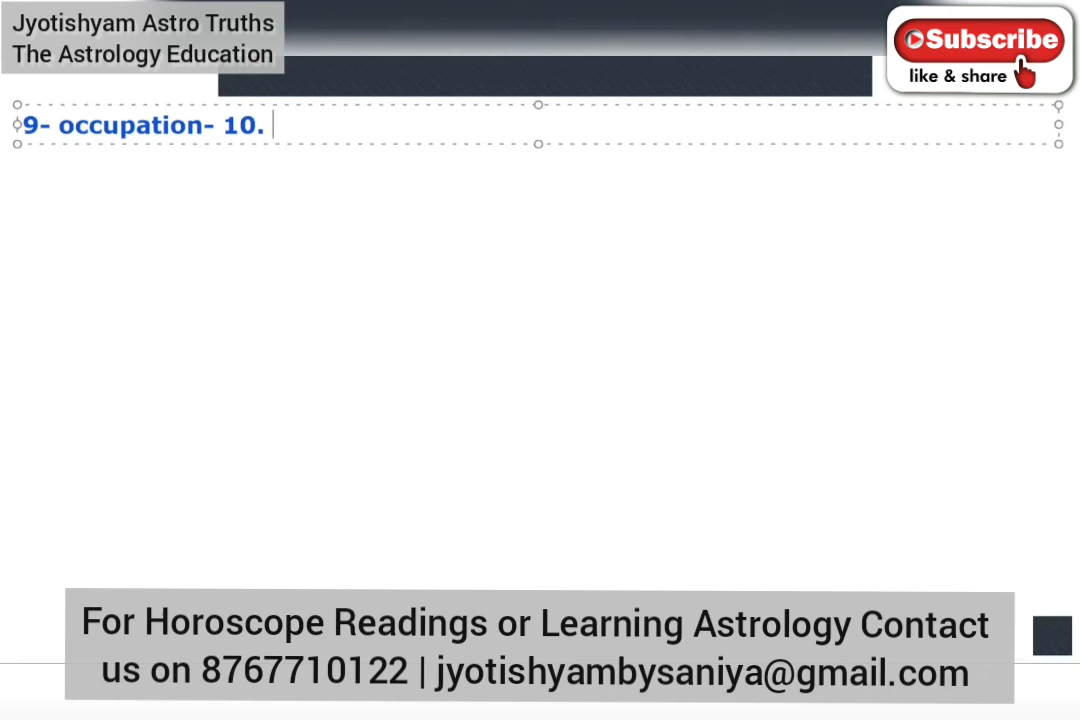 Jyotishyam Astro Truths
The Astrology Education
Subscribe
like & share
9- occupation- 10.
For Horoscope Readings or Learning Astrology Contact
us on 8767710122 | jyotishyambysaniya@gmail.com